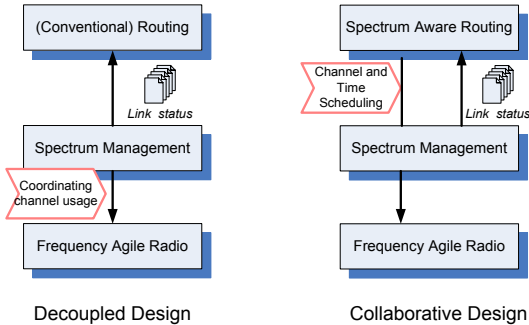 (Conventional) Routing
Link status
Spectrum Management
Coordinating
channel usage
Frequency Agile Radio
Decoupled Design
Spectrum Aware Routing
Channel and
Time
Scheduling
Link status
Spectrum Management
Frequency Agile Radio
Collaborative Design